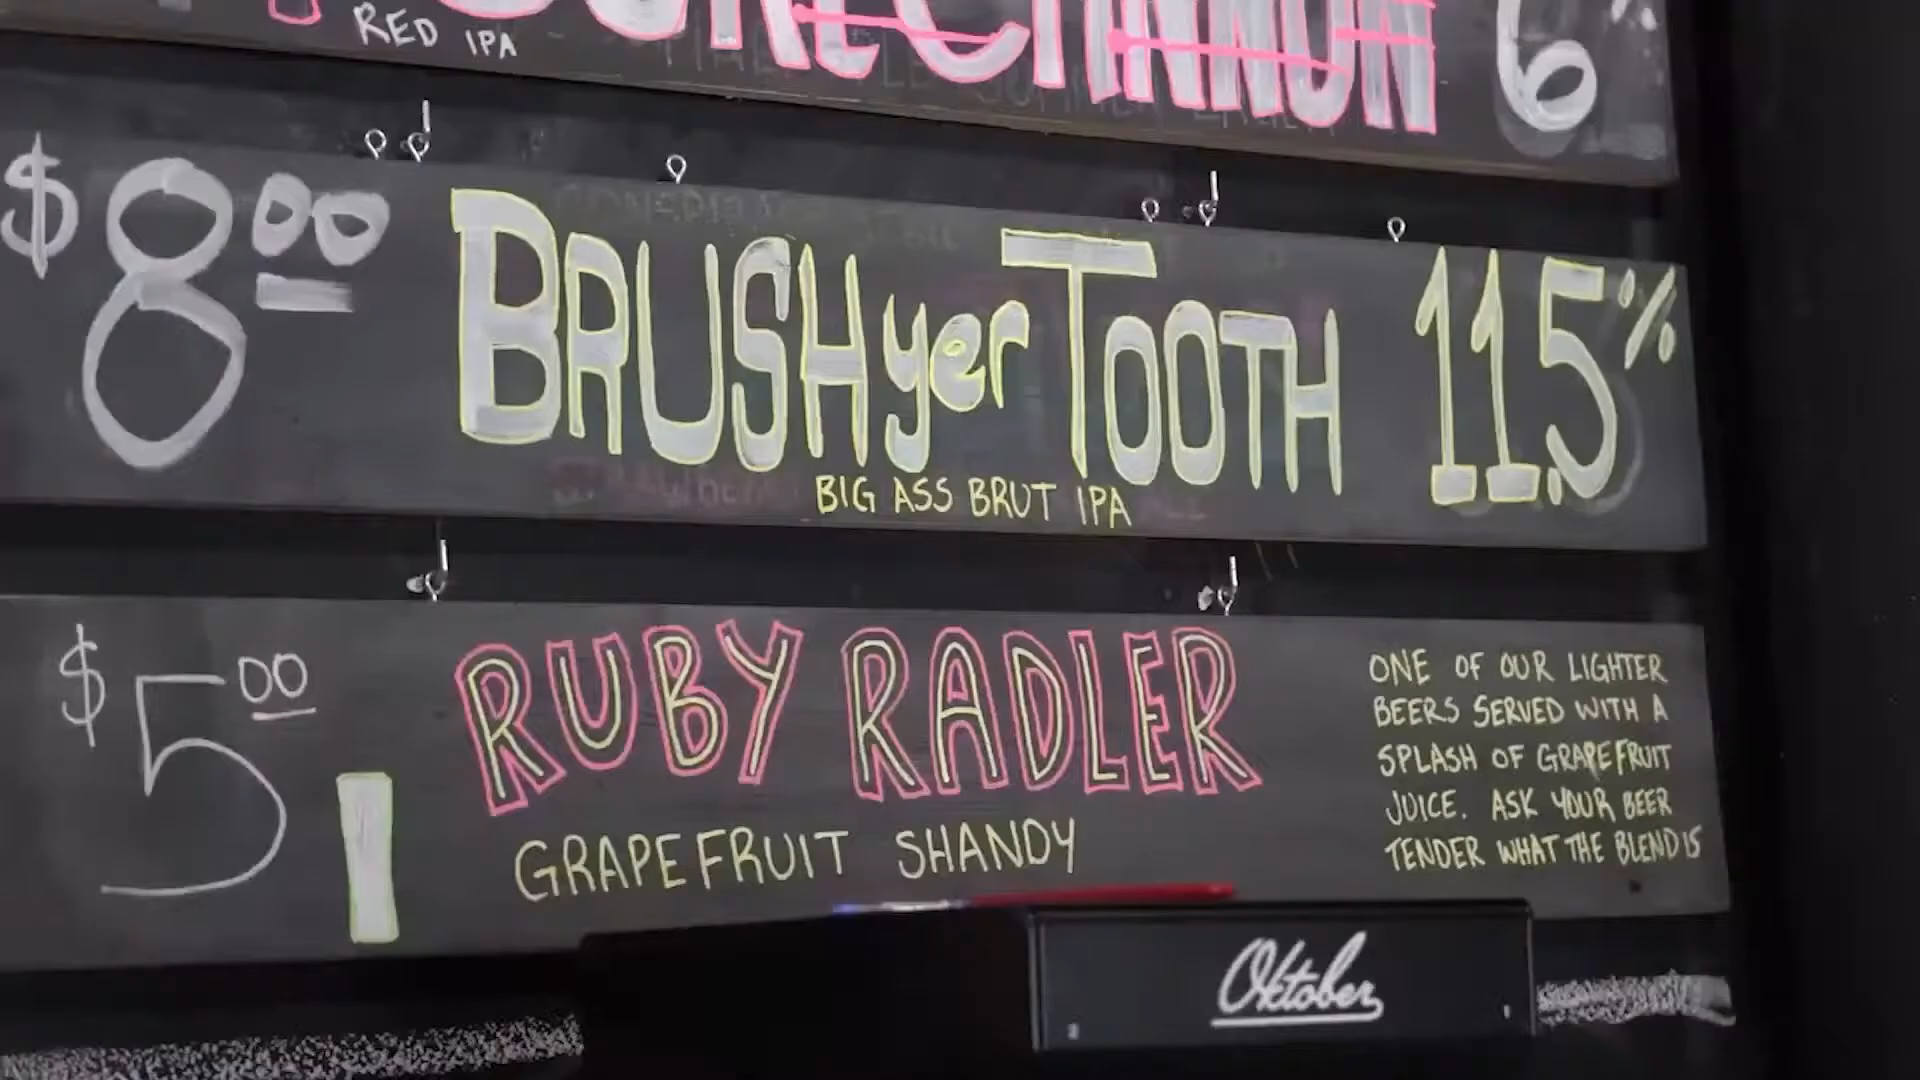 RED IPA
6
$8.00
BRUSH yer TOOTH
11.5%
BIG ASS BRUT IPA
$5.00
RUBY RADLER
GRAPEFRUIT SHANDY
ONE OF OUR LIGHTER
BEERS SERVED WITH A
SPLASH OF GRAPEFRUIT
JUICE. ASK YOUR BEER
TENDER WHAT THE BLEND IS
Oktober